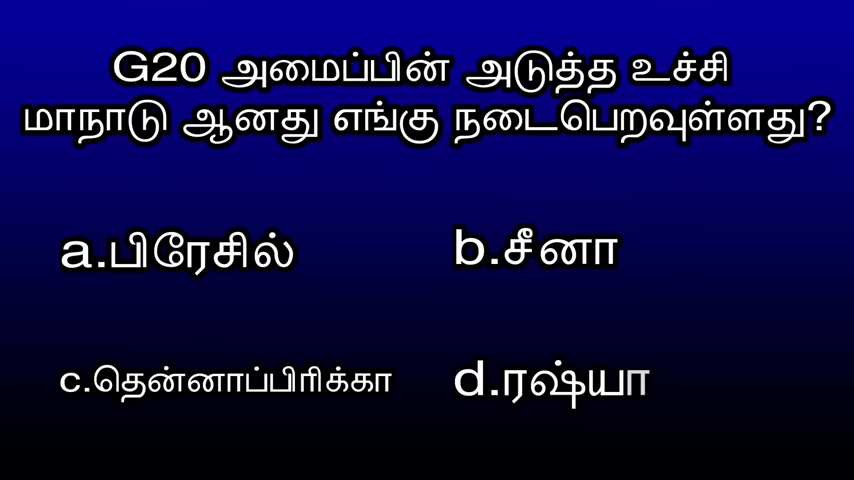 G20 அமைப்பின் அடுத்த உச்சி
மாநாடு ஆனது எங்கு நடைபெறவுள்ளது?
a.பிரேசில்
b.சீனா
c.தென்னாப்பிரிக்கா
d.ரஷ்யா